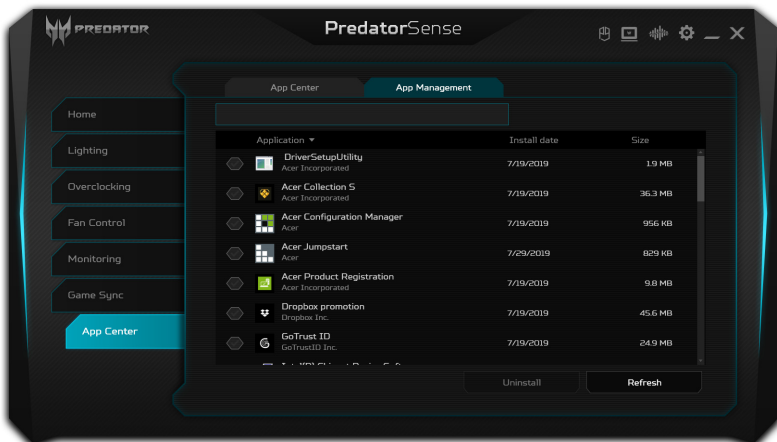 PREDATOR
PredatorSense
App Center
App Management
Home
Lighting
Overclocking
Fan Control
Monitoring
Game Sync
App Center
Application Install date Size
DriverSetupUtility 7/19/2019 1.9 MB
Acer Incorporated
Acer Collection S 7/19/2019 36.3 MB
Acer Incorporated
Acer Configuration Manager 7/19/2019 956 KB
Acer
Acer Jumpstart 7/29/2019 829 KB
Acer
Acer Product Registration 7/19/2019 9.8 MB
Acer Incorporated
Dropbox promotion 7/19/2019 45.6 MB
Dropbox Inc.
GoTrust ID 7/19/2019 24.9 MB
GoTrustID Inc.
Uninstall
Refresh